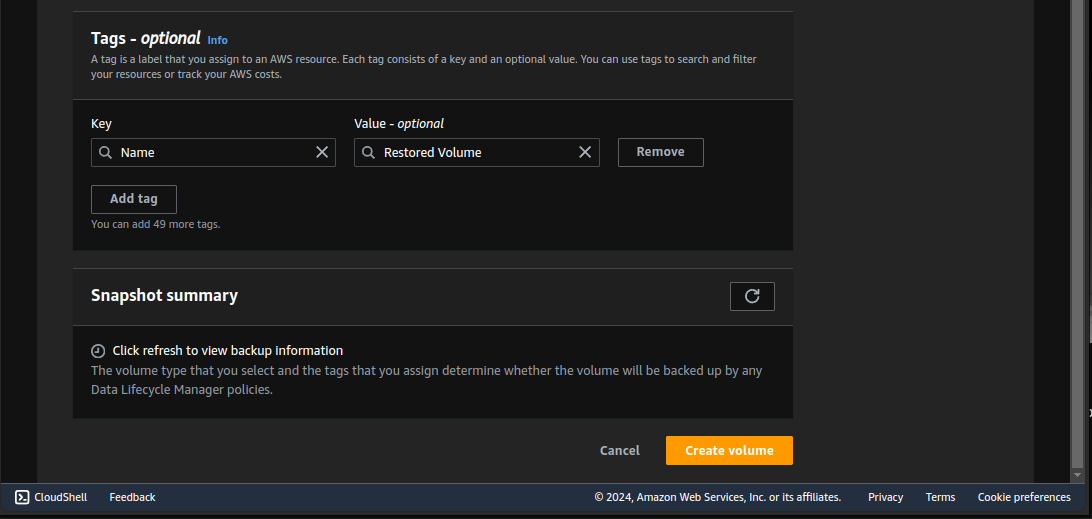 Tags - optional Info
A tag is a label that you assign to an AWS resource. Each tag consists of a key and an optional value. You can use tags to search and filter
your resources or track your AWS costs.
Key
Value - optional
Name
Restored Volume
Remove
Add tag
You can add 49 more tags.
Snapshot summary
Click refresh to view backup information
The volume type that you select and the tags that you assign determine whether the volume will be backed up by any
Data Lifecycle Manager policies.
Cancel
Create volume
CloudShell
Feedback
© 2024, Amazon Web Services, Inc. or its affiliates.
Privacy
Terms
Cookie preferences